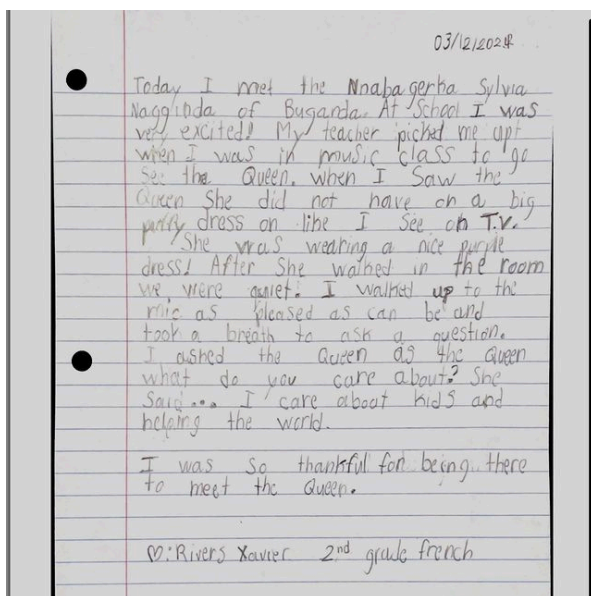 03/12/2024
Today I met the Nnabagerha Sylvia
Nagginda of Buganda. At School I was
very excited! My teacher picked me up
when I was in music class to go
See the Queen. when I Saw the
Queen She did not have on a big
puffy dress on like I See on T.V.
She was wearing a nice purple
dress! After She walked in the room
we were quiet! I walked up to the
mic as pleased as can be and
took a breath to ask a question.
I asked the Queen as the Queen
what do you care about? She
Said... I care about kids and
helping the world.
I was so thankful for being there
to meet the Queen.
♡: Rivers Xavier 2nd grade french